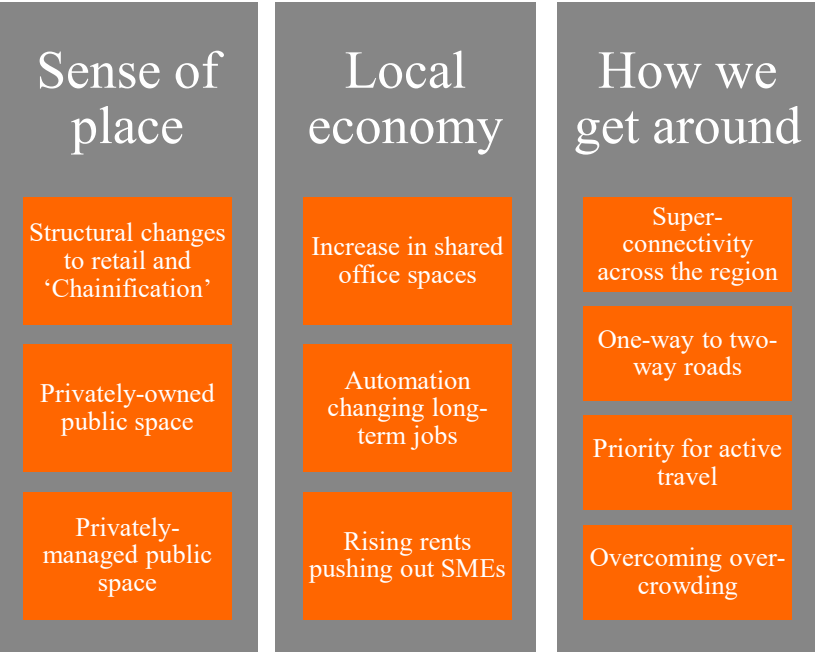 Sense of
place
Structural changes
to retail and
‘Chainification’
Privately-owned
public space
Privately-
managed public
space
Local
economy
Increase in shared
office spaces
Automation
changing long-
term jobs
Rising rents
pushing out SMEs
How we
get around
Super-
connectivity
across the region
One-way to two-
way roads
Priority for active
travel
Overcoming over-
crowding